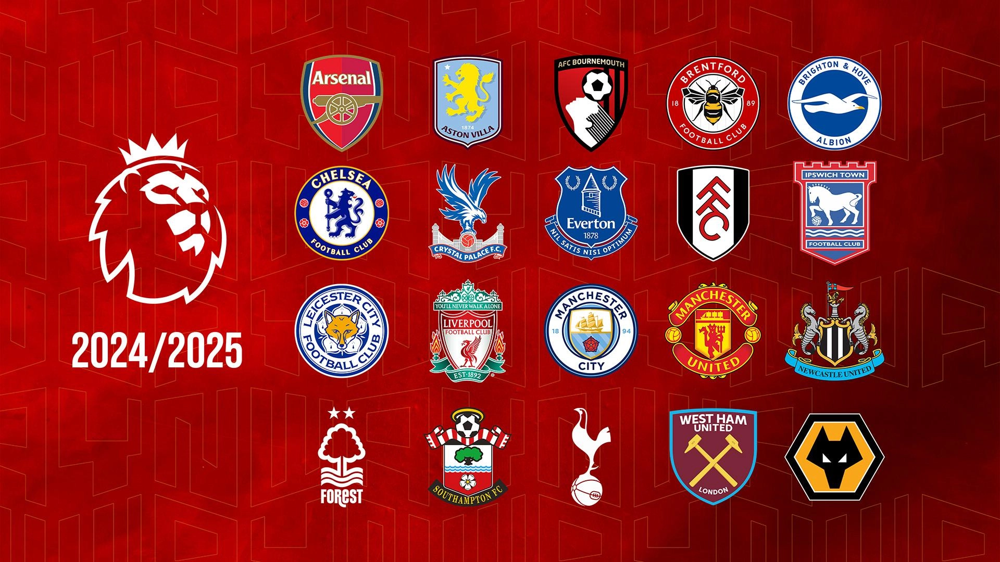 2024/2025
Arsenal
1874
ASTON VILLA
AFC BOURNEMOUTH
BRENTFORD
18 89
FOOTBALL CLUB
BRIGHTON & HOVE
ALBION
CHELSEA
FOOTBALL CLUB
1861
CRYSTAL PALACE F.C.
Everton
1878
NIL SATIS NISI OPTIMUM
FFC
IPSWICH TOWN
FOOTBALL CLUB
LEICESTER CITY
FOOTBALL CLUB
YOU'LL NEVER WALK ALONE
LIVERPOOL
FOOTBALL CLUB
EST·1892
MANCHESTER
18 94
CITY
MANCHESTER
UNITED
NEWCASTLE UNITED
FOREST
SOUTHAMPTON FC
WEST HAM
UNITED
LONDON